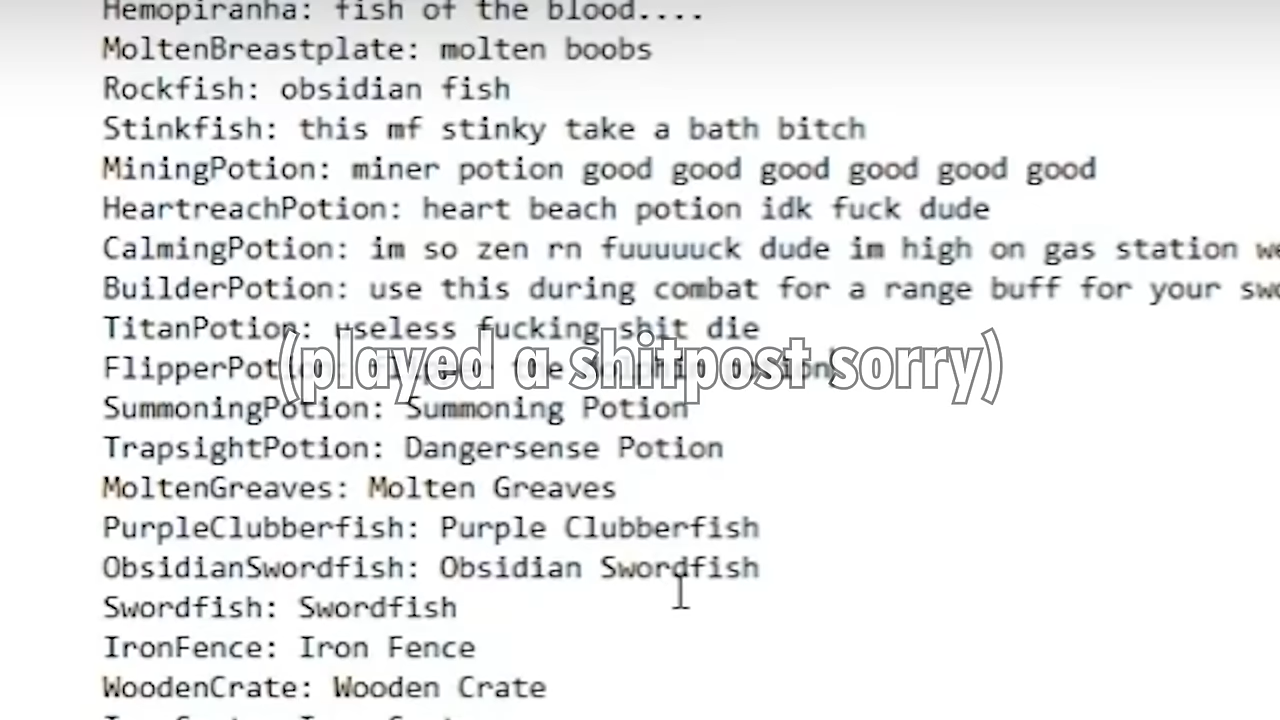 Hemopiranha: fish of the blood....
MoltenBreastplate: molten boobs
Rockfish: obsidian fish
Stinkfish: this mf stinky take a bath bitch
MiningPotion: miner potion good good good good good good
HeartreachPotion: heart beach potion idk fuck dude
CalmingPotion: im so zen rn fuuuuuck dude im high on gas station
BuilderPotion: use this during combat for a range buff for your
TitanPotion: useless fucking shit die
(played a shitpost sorry)
FlipperPotion: the dolphin
SummoningPotion: Summoning Potion
TrapsightPotion: Dangersense Potion
MoltenGreaves: Molten Greaves
PurpleClubberfish: Purple Clubberfish
ObsidianSwordfish: Obsidian Swordfish
Swordfish: Swordfish
IronFence: Iron Fence
WoodenCrate: Wooden Crate